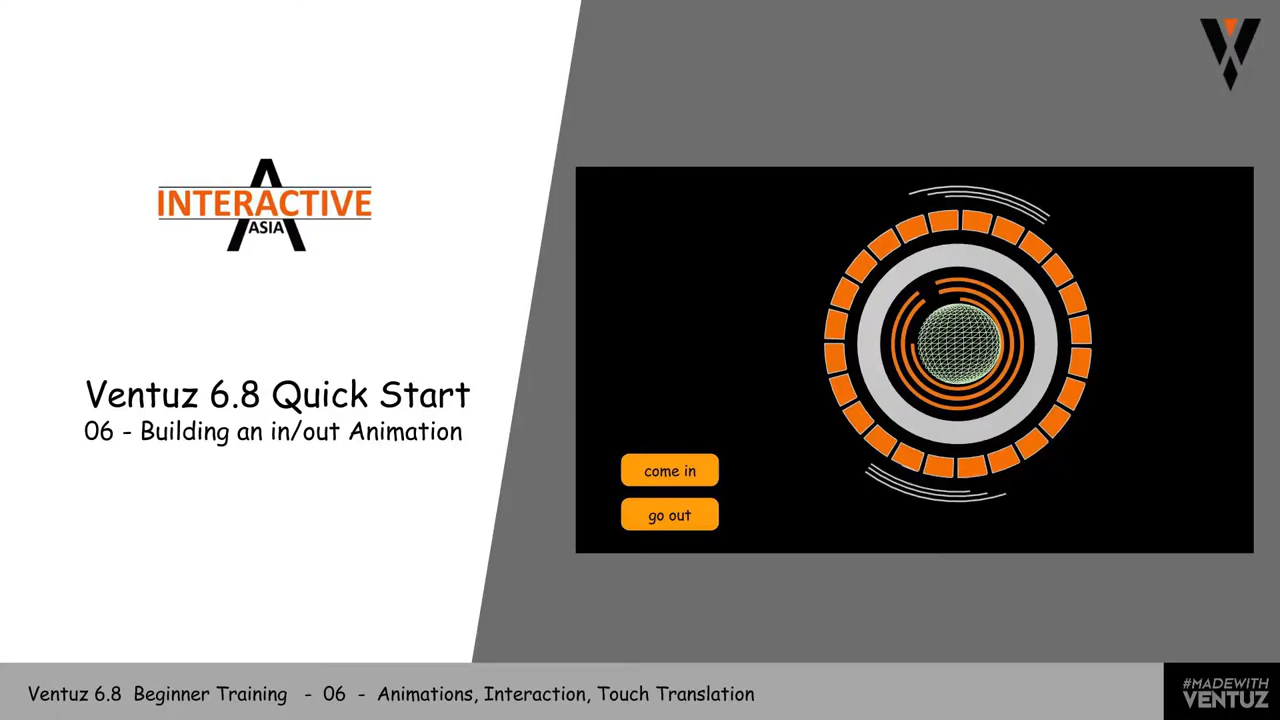 INTERACTIVE
ASIA
Ventuz 6.8 Quick Start
06 - Building an in/out Animation
come in
go out
Ventuz 6.8 Beginner Training - 06 - Animations, Interaction, Touch Translation
#MADEWITH
VENTUZ